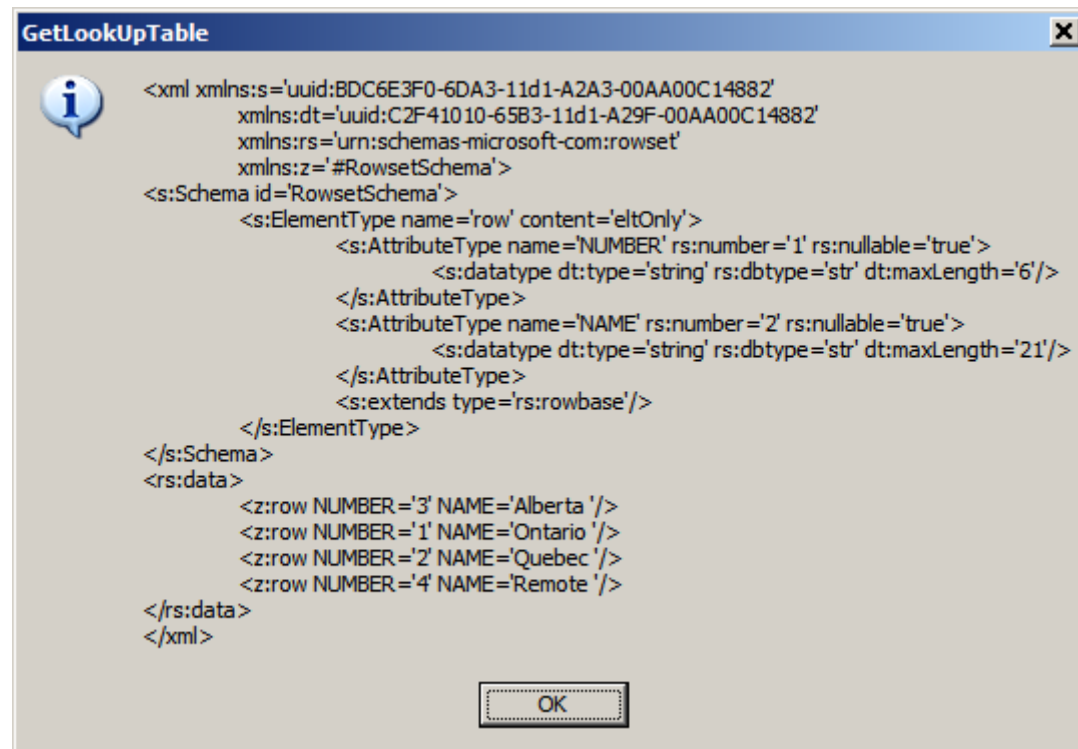 GetLookUpTable
<xml xmlns:s='uuid:BDC6E3F0-6DA3-11d1-A2A3-00AA00C14882'
xmlns:dt='uuid:C2F41010-65B3-11d1-A29F-00AA00C14882'
xmlns:rs='urn:schemas-microsoft-com:rowset'
xmlns:z='#RowsetSchema'>
<s:Schema id='RowsetSchema'>
<s:ElementType name='row' content='eltOnly'>
<s:AttributeType name='NUMBER' rs:number='1' rs:nullable='true'>
<s:datatype dt:type='string' rs:dbtype='str' dt:maxLength='6'/>
</s:AttributeType>
<s:AttributeType name='NAME' rs:number='2' rs:nullable='true'>
<s:datatype dt:type='string' rs:dbtype='str' dt:maxLength='21'/>
</s:AttributeType>
<s:extends type='rs:rowbase'/>
</s:ElementType>
</s:Schema>
<rs:data>
<z:row NUMBER='3' NAME='Alberta '/>
<z:row NUMBER='1' NAME='Ontario '/>
<z:row NUMBER='2' NAME='Quebec '/>
<z:row NUMBER='4' NAME='Remote '/>
</rs:data>
</xml>
OK